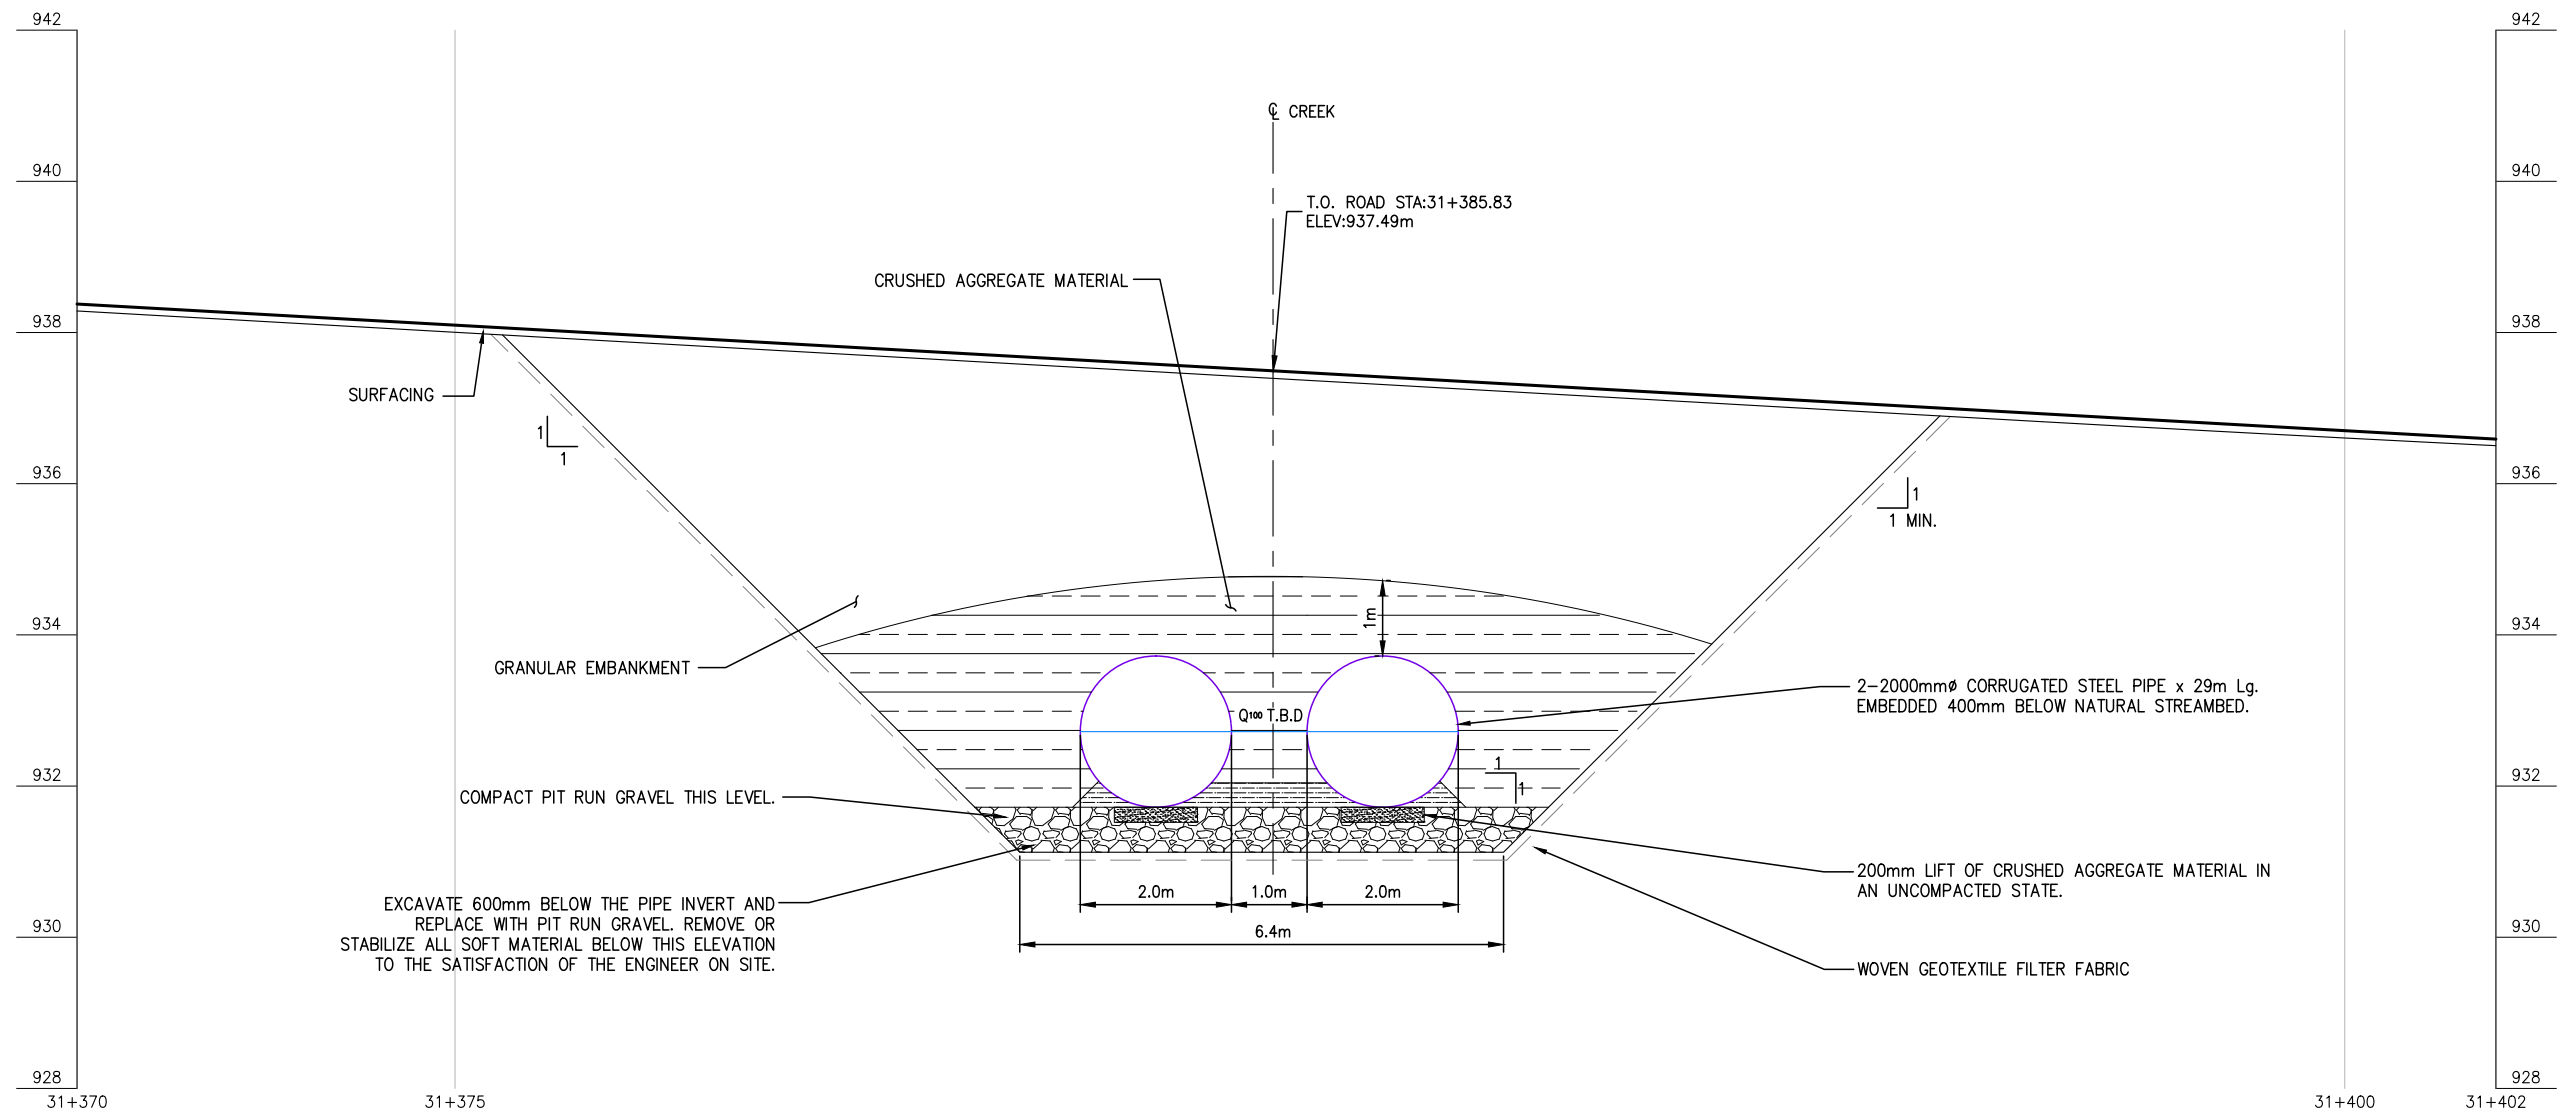 942
942
℄ CREEK
940
940
T.O. ROAD STA:31+385.83
ELEV:937.49m
CRUSHED AGGREGATE MATERIAL
938
938
SURFACING
1
1
936
936
1
1 MIN.
934
934
1m
GRANULAR EMBANKMENT
2-2000mmø CORRUGATED STEEL PIPE x 29m Lg.
EMBEDDED 400mm BELOW NATURAL STREAMBED.
Q100 T.B.D
932
932
1
1
COMPACT PIT RUN GRAVEL THIS LEVEL.
200mm LIFT OF CRUSHED AGGREGATE MATERIAL IN
AN UNCOMPACTED STATE.
2.0m
1.0m
2.0m
EXCAVATE 600mm BELOW THE PIPE INVERT AND
REPLACE WITH PIT RUN GRAVEL. REMOVE OR
STABILIZE ALL SOFT MATERIAL BELOW THIS ELEVATION
TO THE SATISFACTION OF THE ENGINEER ON SITE.
930
930
6.4m
WOVEN GEOTEXTILE FILTER FABRIC
928
928
31+370
31+375
31+400
31+402